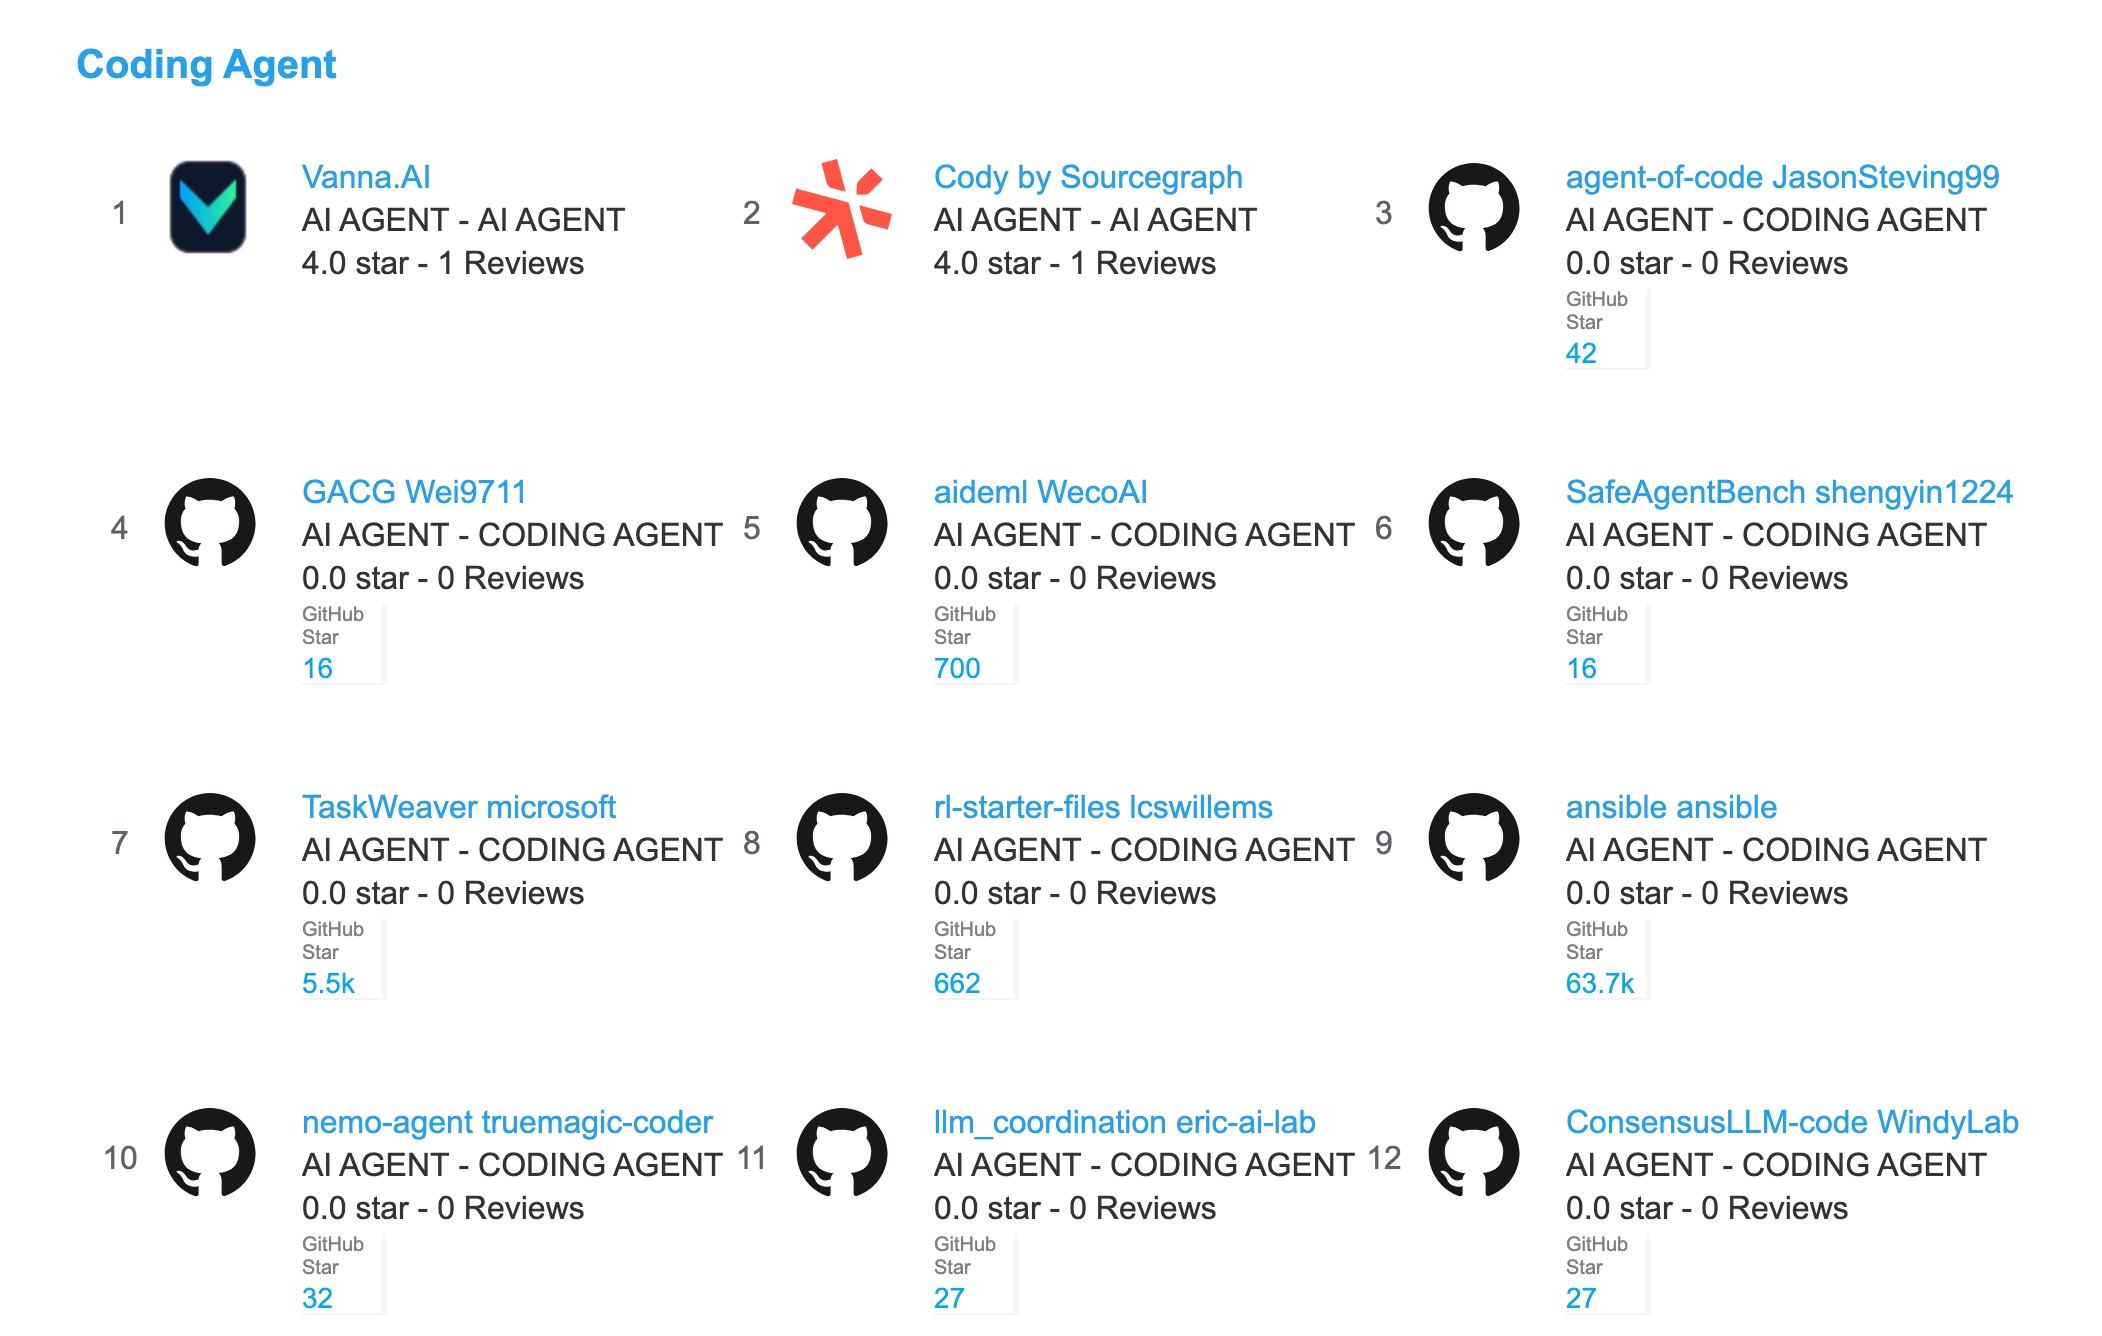 Coding Agent
1
Vanna.AI
AI AGENT - AI AGENT
4.0 star - 1 Reviews
2
Cody by Sourcegraph
AI AGENT - AI AGENT
4.0 star - 1 Reviews
3
agent-of-code JasonSteving99
AI AGENT - CODING AGENT
0.0 star - 0 Reviews
GitHub
Star
42
4
GACG Wei9711
AI AGENT - CODING AGENT
0.0 star - 0 Reviews
GitHub
Star
16
5
aideml WecoAI
AI AGENT - CODING AGENT
0.0 star - 0 Reviews
GitHub
Star
700
6
SafeAgentBench shengyin1224
AI AGENT - CODING AGENT
0.0 star - 0 Reviews
GitHub
Star
16
7
TaskWeaver microsoft
AI AGENT - CODING AGENT
0.0 star - 0 Reviews
GitHub
Star
5.5k
8
rl-starter-files lcswillems
AI AGENT - CODING AGENT
0.0 star - 0 Reviews
GitHub
Star
662
9
ansible ansible
AI AGENT - CODING AGENT
0.0 star - 0 Reviews
GitHub
Star
63.7k
10
nemo-agent truemagic-coder
AI AGENT - CODING AGENT
0.0 star - 0 Reviews
GitHub
Star
32
11
llm_coordination eric-ai-lab
AI AGENT - CODING AGENT
0.0 star - 0 Reviews
GitHub
Star
27
12
ConsensusLLM-code WindyLab
AI AGENT - CODING AGENT
0.0 star - 0 Reviews
GitHub
Star
27